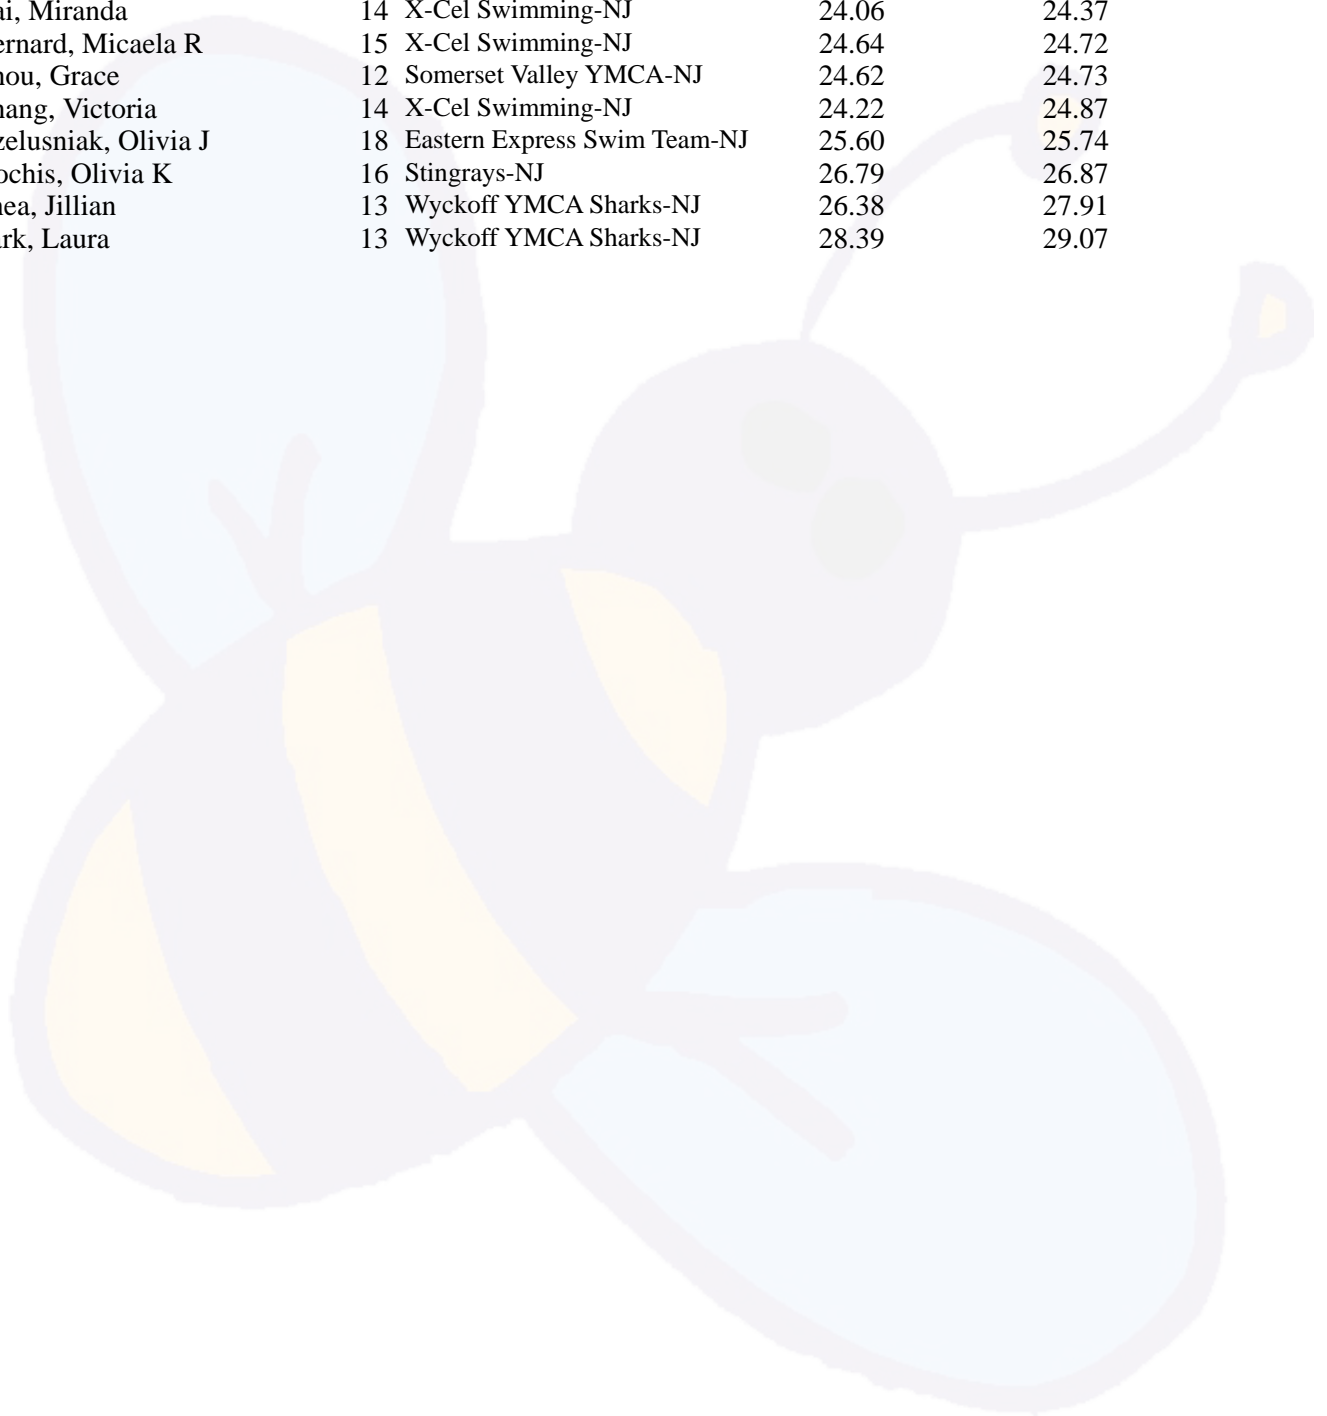 ai, Miranda 14 X-Cel Swimming-NJ 24.06 24.37
ernard, Micaela R 15 X-Cel Swimming-NJ 24.64 24.72
hou, Grace 12 Somerset Valley YMCA-NJ 24.62 24.73
hang, Victoria 14 X-Cel Swimming-NJ 24.22 24.87
zelusniak, Olivia J 18 Eastern Express Swim Team-NJ 25.60 25.74
ochis, Olivia K 16 Stingrays-NJ 26.79 26.87
hea, Jillian 13 Wyckoff YMCA Sharks-NJ 26.38 27.91
ark, Laura 13 Wyckoff YMCA Sharks-NJ 28.39 29.07